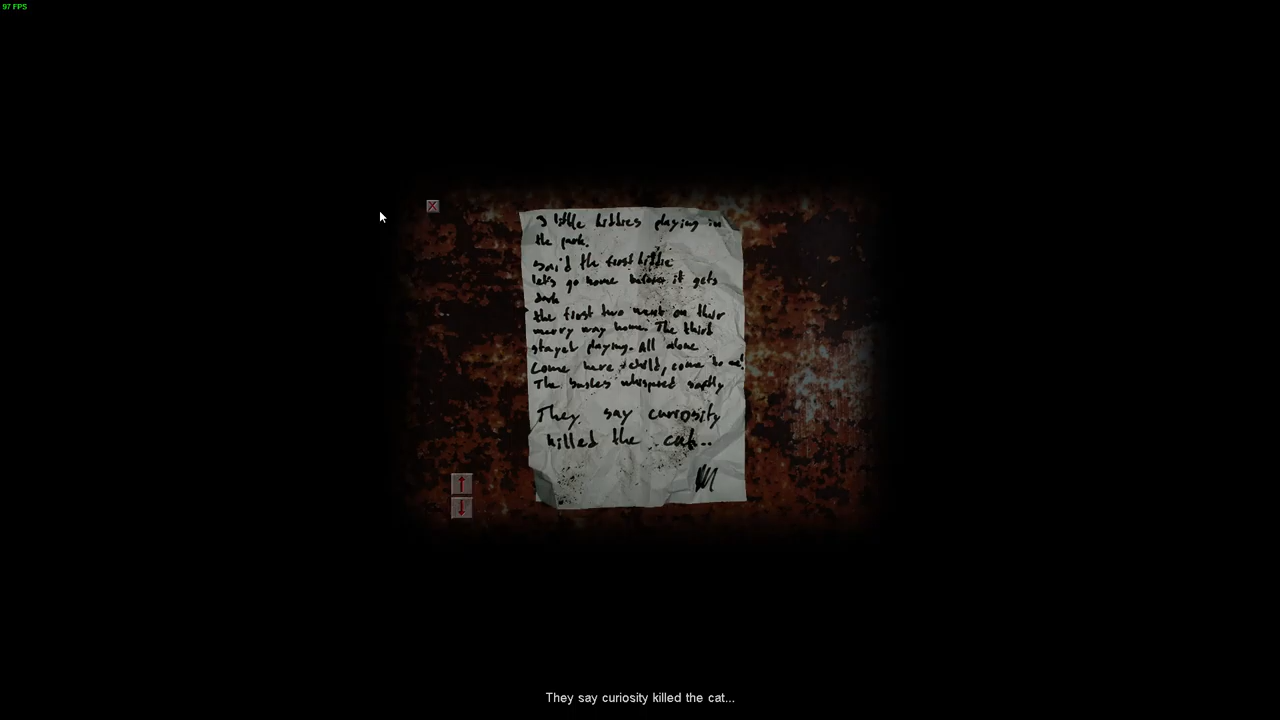 97 FPS
X
3 little kiddies playing in
the park.
Said the first kiddie
let's go home before it gets
dark
the first two went on their
merry way home. The third
stayed playing. All alone
Come here child, come to me!
The bushes whispered softly
They say curiosity
killed the cat..
They say curiosity killed the cat...